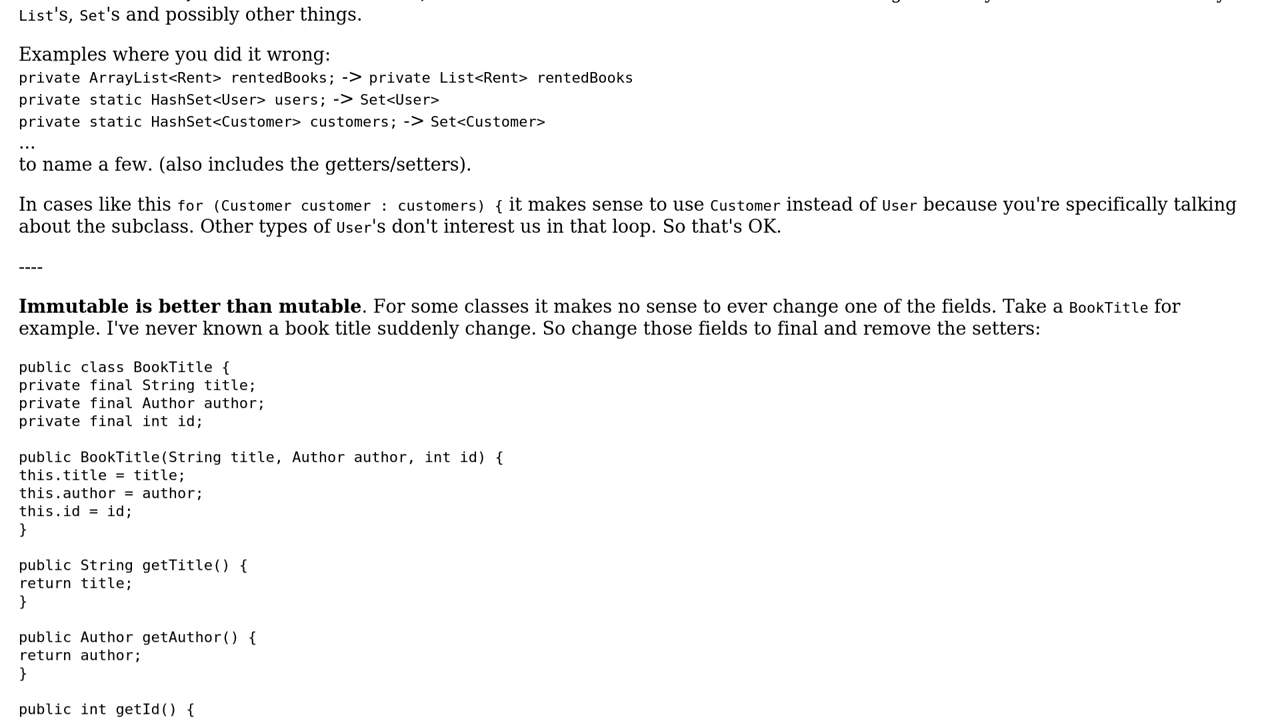 List's, Set's and possibly other things.
Examples where you did it wrong:
private ArrayList<Rent> rentedBooks; -> private List<Rent> rentedBooks
private static HashSet<User> users; -> Set<User>
private static HashSet<Customer> customers; -> Set<Customer>
...
to name a few. (also includes the getters/setters).
In cases like this for (Customer customer : customers) { it makes sense to use Customer instead of User because you're specifically talking
about the subclass. Other types of User's don't interest us in that loop. So that's OK.
----
Immutable is better than mutable. For some classes it makes no sense to ever change one of the fields. Take a BookTitle for
example. I've never known a book title suddenly change. So change those fields to final and remove the setters:
public class BookTitle {
private final String title;
private final Author author;
private final int id;
public BookTitle(String title, Author author, int id) {
this.title = title;
this.author = author;
this.id = id;
}
public String getTitle() {
return title;
}
public Author getAuthor() {
return author;
}
public int getId() {